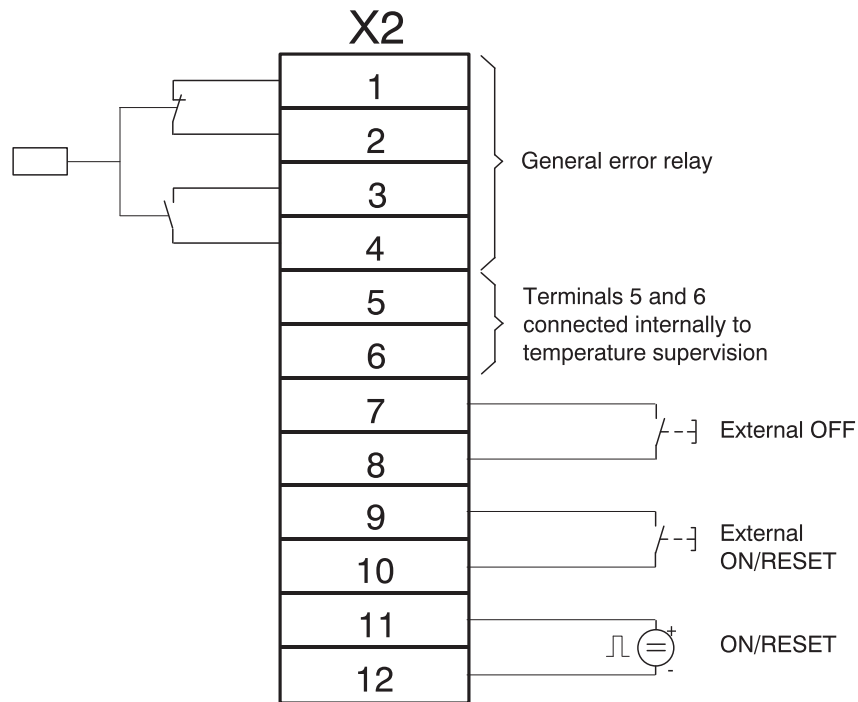 X2
1
2
3
4
5
6
7
8
9
10
11
12
General error relay
Terminals 5 and 6
connected internally to
temperature supervision
External OFF
External
ON/RESET
+
-
ON/RESET